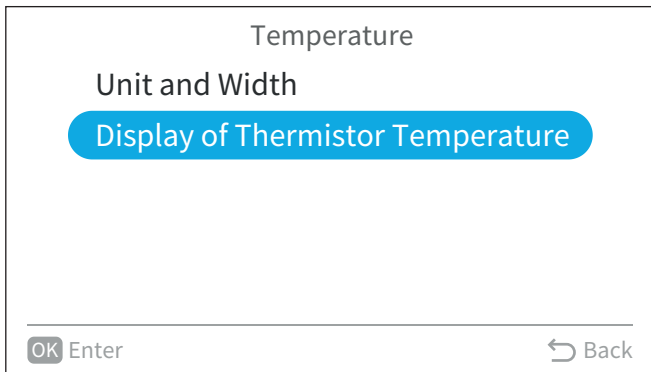 Temperature
Unit and Width
Display of Thermistor Temperature
OK Enter
Back